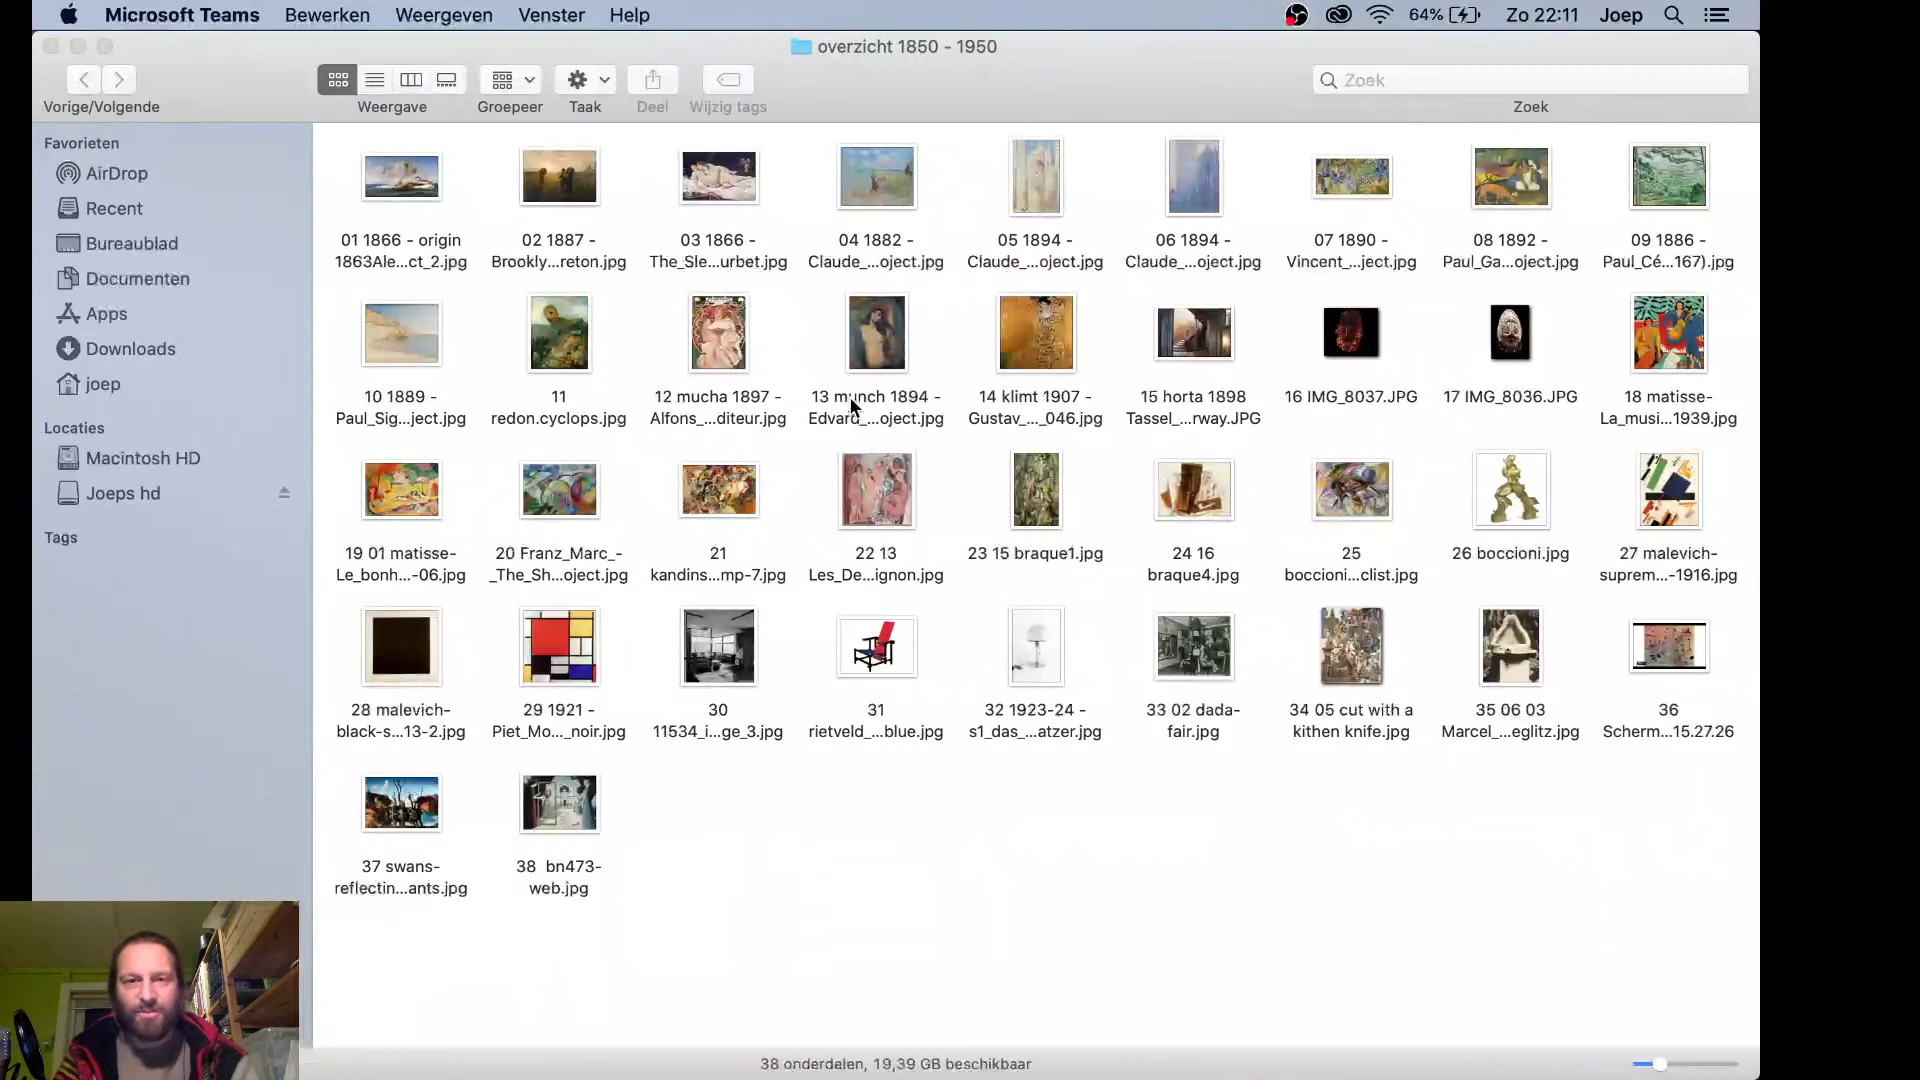 Microsoft Teams Bewerken Weergeven Venster Help 64% Zo 22:11 Joep
overzicht 1850 - 1950
Zoek
Vorige/Volgende Weergave Groepeer Taak Deel Wijzig tags Zoek
Favorieten
AirDrop
Recent
Bureaublad
Documenten
Apps
Downloads
joep
Locaties
Macintosh HD
Joeps hd
Tags
01 1866 - origin 02 1887 - 03 1866 - 04 1882 - 05 1894 - 06 1894 - 07 1890 - 08 1892 - 09 1886 -
1863Ale...ct_2.jpg Brookly...reton.jpg The_Sle...urbet.jpg Claude_...oject.jpg Claude_...oject.jpg Claude_...oject.jpg Vincent_...ject.jpg Paul_Ga...oject.jpg Paul_Cé...167).jpg
10 1889 - 11 12 mucha 1897 - 13 munch 1894 - 14 klimt 1907 - 15 horta 1898 16 IMG_8037.JPG 17 IMG_8036.JPG 18 matisse-
Paul_Sig...ject.jpg redon.cyclops.jpg Alfons_...diteur.jpg Edvard_...oject.jpg Gustav_..._046.jpg Tassel_...rway.JPG La_musi...1939.jpg
19 01 matisse- 20 Franz_Marc_- 21 22 13 23 15 braque1.jpg 24 16 25 26 boccioni.jpg 27 malevich-
Le_bonh...-06.jpg _The_Sh...oject.jpg kandins...mp-7.jpg Les_De...ignon.jpg braque4.jpg boccioni...clist.jpg suprem...-1916.jpg
28 malevich- 29 1921 - 30 31 32 1923-24 - 33 02 dada- 34 05 cut with a 35 06 03 36
black-s...13-2.jpg Piet_Mo..._noir.jpg 11534_i...ge_3.jpg rietveld_...blue.jpg s1_das_...atzer.jpg fair.jpg kithen knife.jpg Marcel_...eglitz.jpg Scherm...15.27.26
37 swans- 38 bn473-
reflectin...ants.jpg web.jpg
38 onderdelen, 19,39 GB beschikbaar